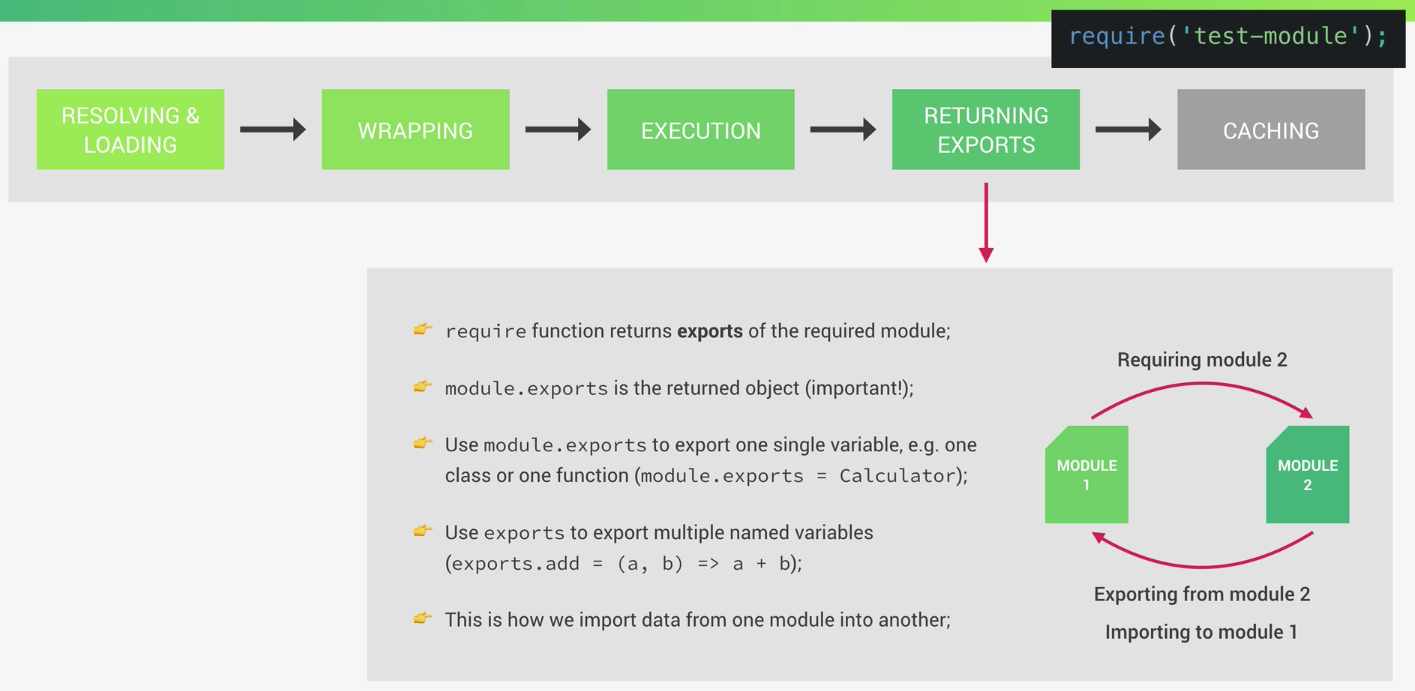 require('test-module');
RESOLVING &
LOADING
WRAPPING
EXECUTION
RETURNING
EXPORTS
CACHING
require function returns exports of the required module;
module.exports is the returned object (important!);
Use module.exports to export one single variable, e.g. one
class or one function (module.exports = Calculator);
Use exports to export multiple named variables
(exports.add = (a, b) => a + b);
This is how we import data from one module into another;
Requiring module 2
MODULE
1
MODULE
2
Exporting from module 2
Importing to module 1